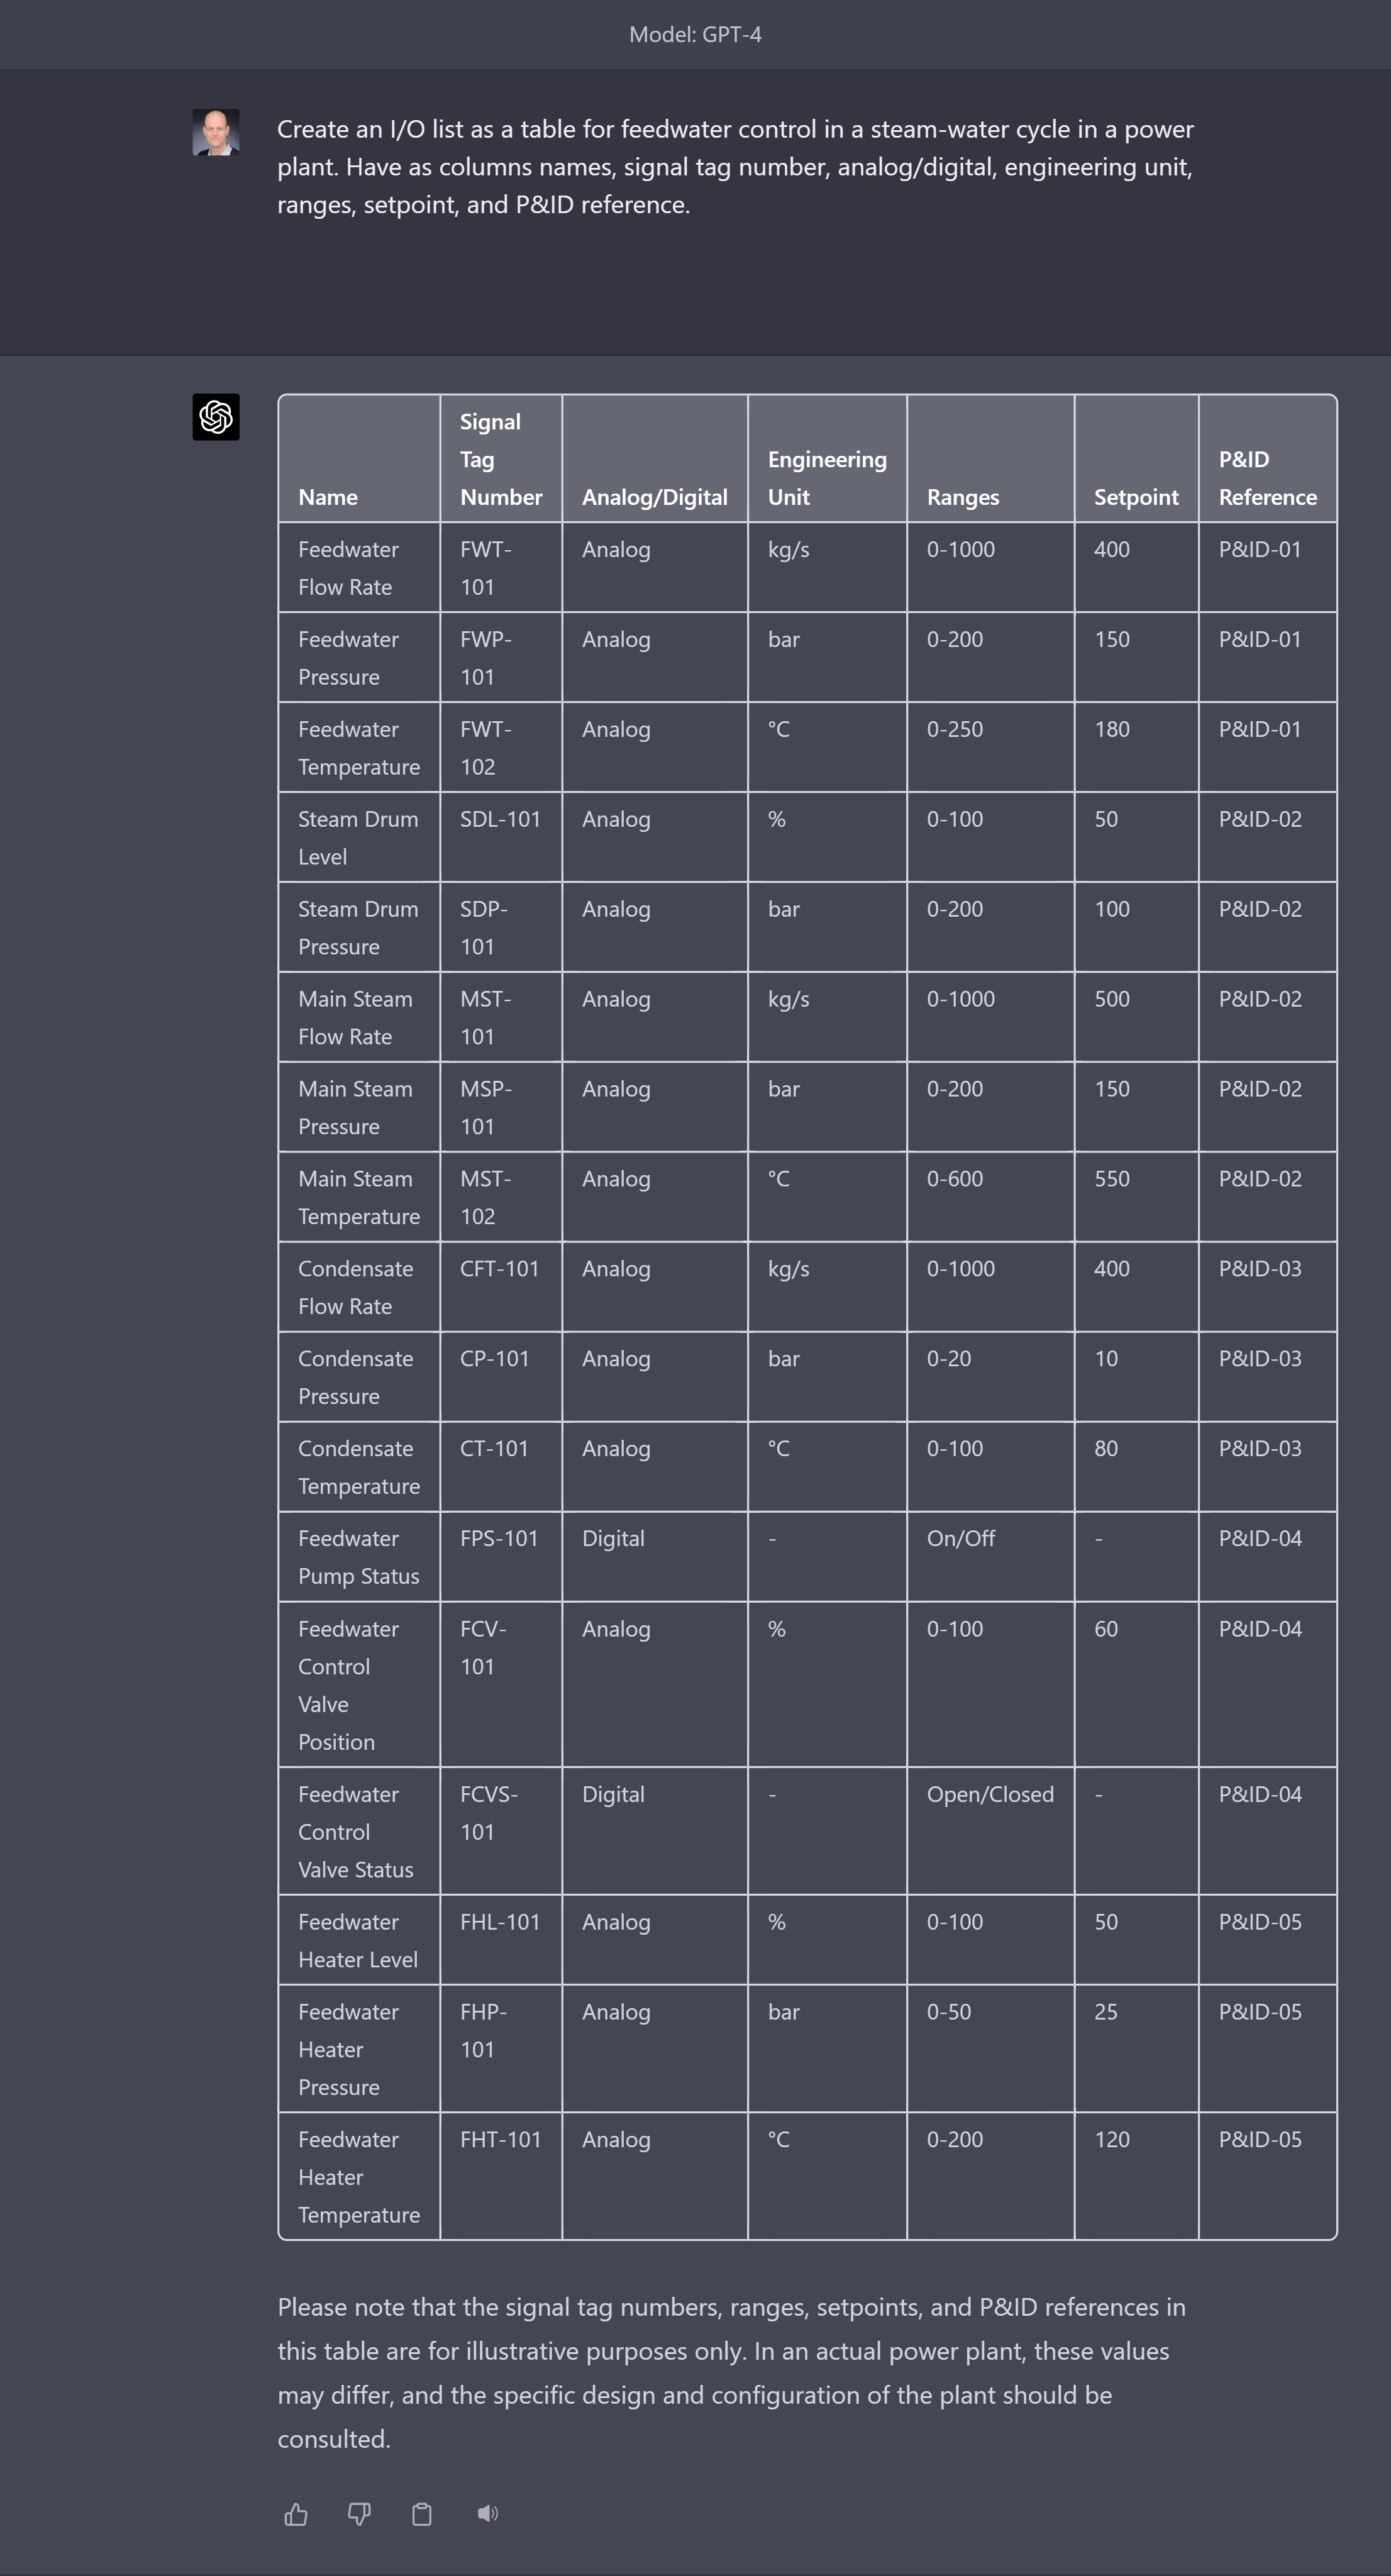 Model: GPT-4
Create an I/O list as a table for feedwater control in a steam-water cycle in a power
plant. Have as columns names, signal tag number, analog/digital, engineering unit,
ranges, setpoint, and P&ID reference.
Name Signal Tag Number Analog/Digital Engineering Unit Ranges Setpoint P&ID Reference
Feedwater Flow Rate FWT-101 Analog kg/s 0-1000 400 P&ID-01
Feedwater Pressure FWP-101 Analog bar 0-200 150 P&ID-01
Feedwater Temperature FWT-102 Analog °C 0-250 180 P&ID-01
Steam Drum Level SDL-101 Analog % 0-100 50 P&ID-02
Steam Drum Pressure SDP-101 Analog bar 0-200 100 P&ID-02
Main Steam Flow Rate MST-101 Analog kg/s 0-1000 500 P&ID-02
Main Steam Pressure MSP-101 Analog bar 0-200 150 P&ID-02
Main Steam Temperature MST-102 Analog °C 0-600 550 P&ID-02
Condensate Flow Rate CFT-101 Analog kg/s 0-1000 400 P&ID-03
Condensate Pressure CP-101 Analog bar 0-20 10 P&ID-03
Condensate Temperature CT-101 Analog °C 0-100 80 P&ID-03
Feedwater Pump Status FPS-101 Digital - On/Off - P&ID-04
Feedwater Control Valve Position FCV-101 Analog % 0-100 60 P&ID-04
Feedwater Control Valve Status FCVS-101 Digital - Open/Closed - P&ID-04
Feedwater Heater Level FHL-101 Analog % 0-100 50 P&ID-05
Feedwater Heater Pressure FHP-101 Analog bar 0-50 25 P&ID-05
Feedwater Heater Temperature FHT-101 Analog °C 0-200 120 P&ID-05
Please note that the signal tag numbers, ranges, setpoints, and P&ID references in
this table are for illustrative purposes only. In an actual power plant, these values
may differ, and the specific design and configuration of the plant should be
consulted.